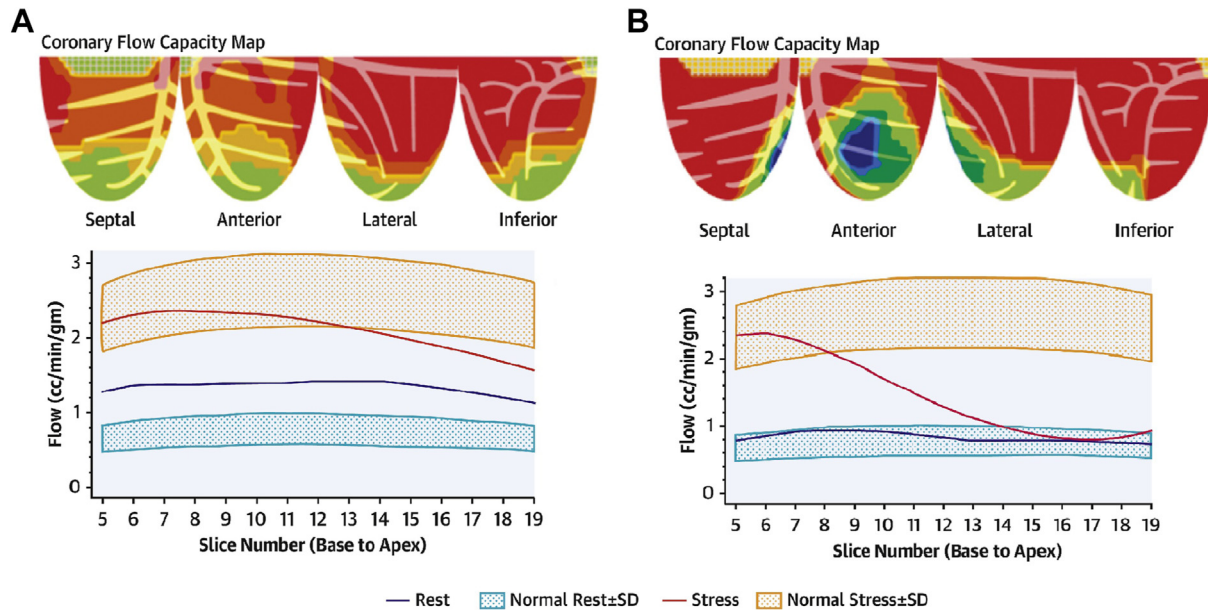 A
Coronary Flow Capacity Map
Septal Anterior Lateral Inferior
Flow (cc/min/gm)
3
2
1
0
5 6 7 8 9 10 11 12 13 14 15 16 17 18 19
Slice Number (Base to Apex)
B
Coronary Flow Capacity Map
Septal Anterior Lateral Inferior
Flow (cc/min/gm)
3
2
1
0
5 6 7 8 9 10 11 12 13 14 15 16 17 18 19
Slice Number (Base to Apex)
Rest Normal Rest±SD Stress Normal Stress±SD